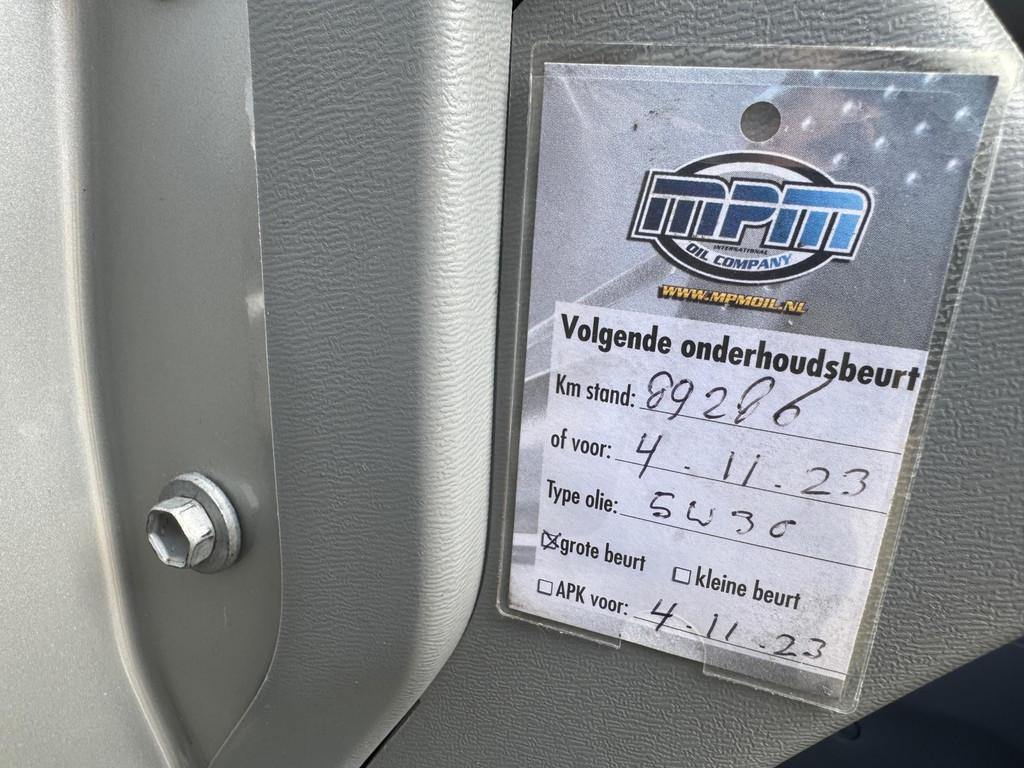 MPM
INTERNATIONAL
OIL COMPANY
WWW.MPMOIL.NL
Volgende onderhoudsbeurt
Km stand: 89286
of voor: 4.11.23
Type olie: 5W30
☒ grote beurt ☐ kleine beurt
☐ APK voor: 4.11.23